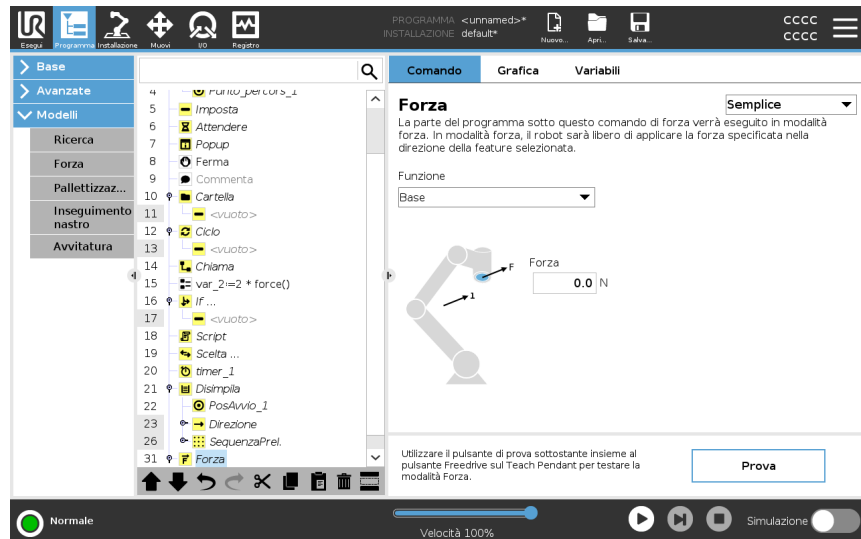 PROGRAMMA <unnamed>*
INSTALLAZIONE default*
Esegui
Programma
Installazione
Muovi
I/O
Registro
Nuovo...
Apri...
Salva...
cccc
cccc
Base
Avanzate
Modelli
Ricerca
Forza
Pallettizzaz...
Inseguimento
nastro
Avvitatura
4 Punto_percors_1
5 Imposta
6 Attendere
7 Popup
8 Ferma
9 Commenta
10 Cartella
11 <vuoto>
12 Ciclo
13 <vuoto>
14 Chiama
15 var_2:=2 * force()
16 If ...
17 <vuoto>
18 Script
19 Scelta ...
20 timer_1
21 Disimpila
22 PosAvvio_1
23 Direzione
26 SequenzaPrel.
31 Forza
Comando
Grafica
Variabili
Forza
Semplice
La parte del programma sotto questo comando di forza verrà eseguito in modalità
forza. In modalità forza, il robot sarà libero di applicare la forza specificata nella
direzione della feature selezionata.
Funzione
Base
F
1
Forza
0.0 N
Utilizzare il pulsante di prova sottostante insieme al
pulsante Freedrive sul Teach Pendant per testare la
modalità Forza.
Prova
Normale
Velocità 100%
Simulazione